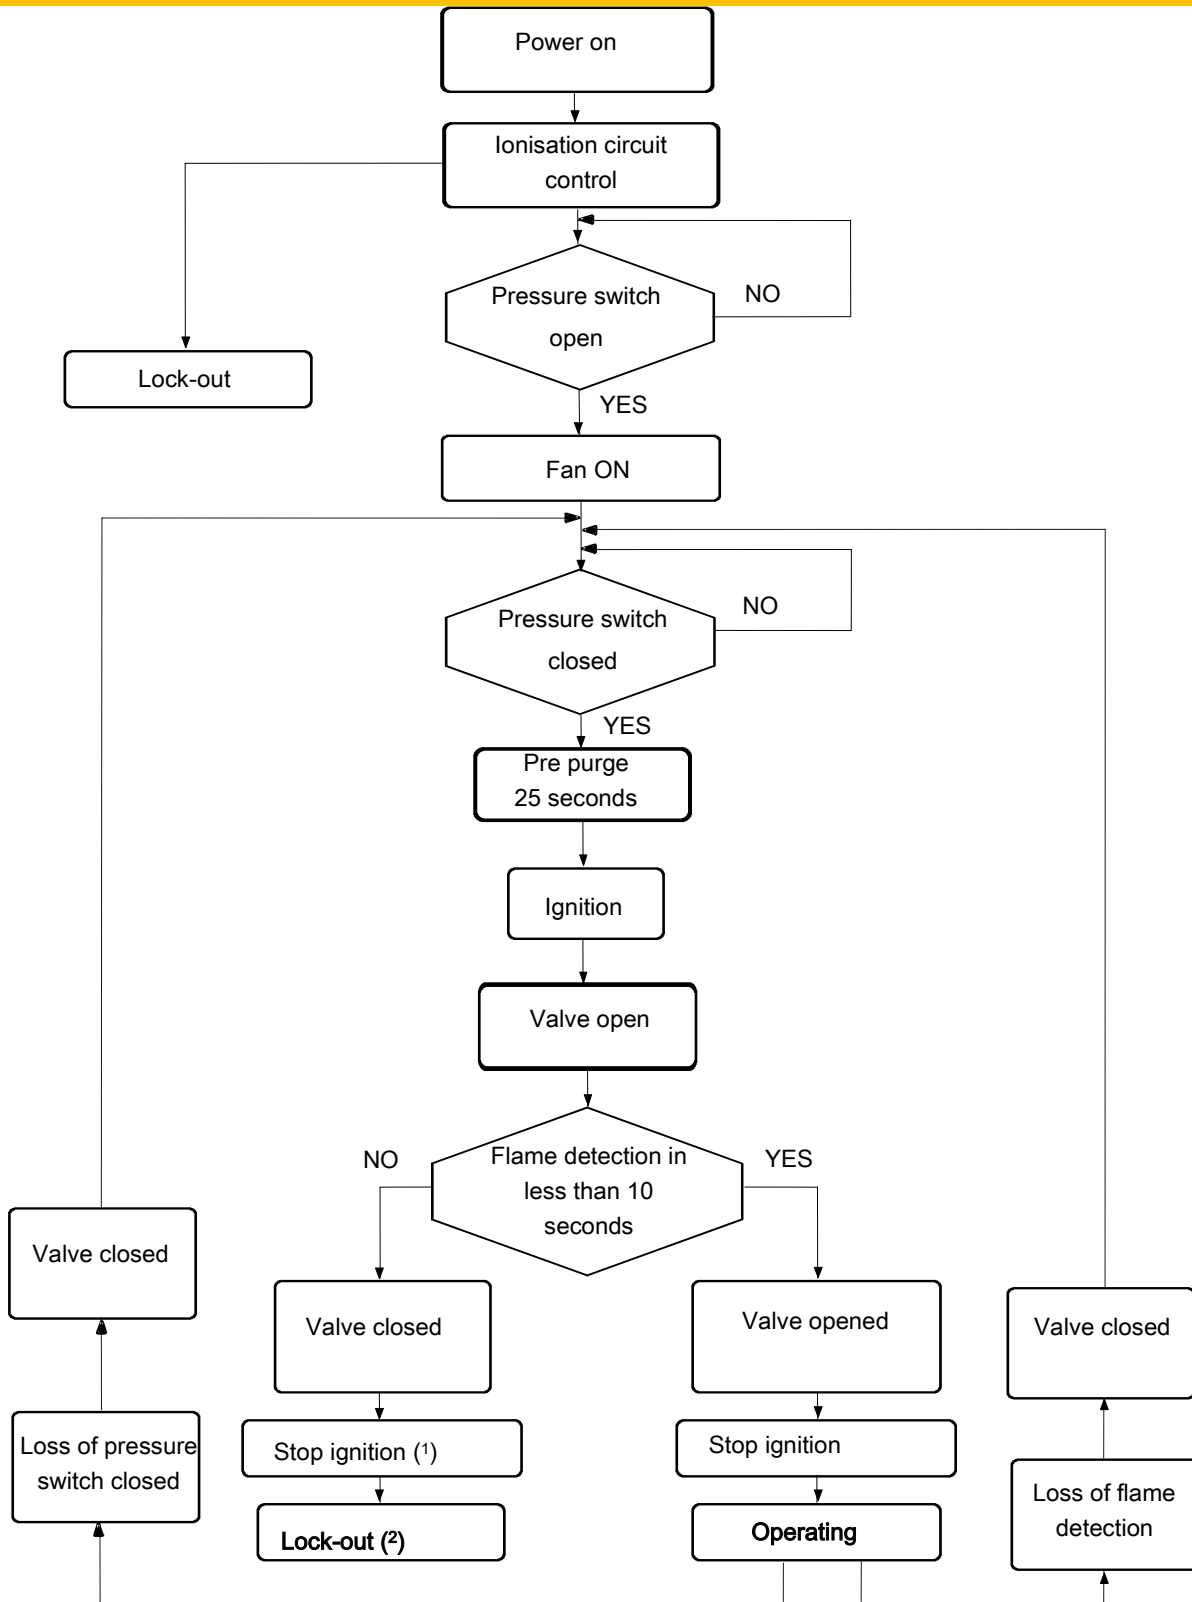 Power on
Ionisation circuit
control
Pressure switch
open
NO
Lock-out
YES
Fan ON
Pressure switch
closed
NO
YES
Pre purge
25 seconds
Ignition
Valve open
Flame detection in
less than 10
seconds
NO
YES
Valve closed
Valve closed
Valve opened
Valve closed
Loss of pressure
switch closed
Stop ignition (¹)
Stop ignition
Loss of flame
detection
Lock-out (²)
Operating